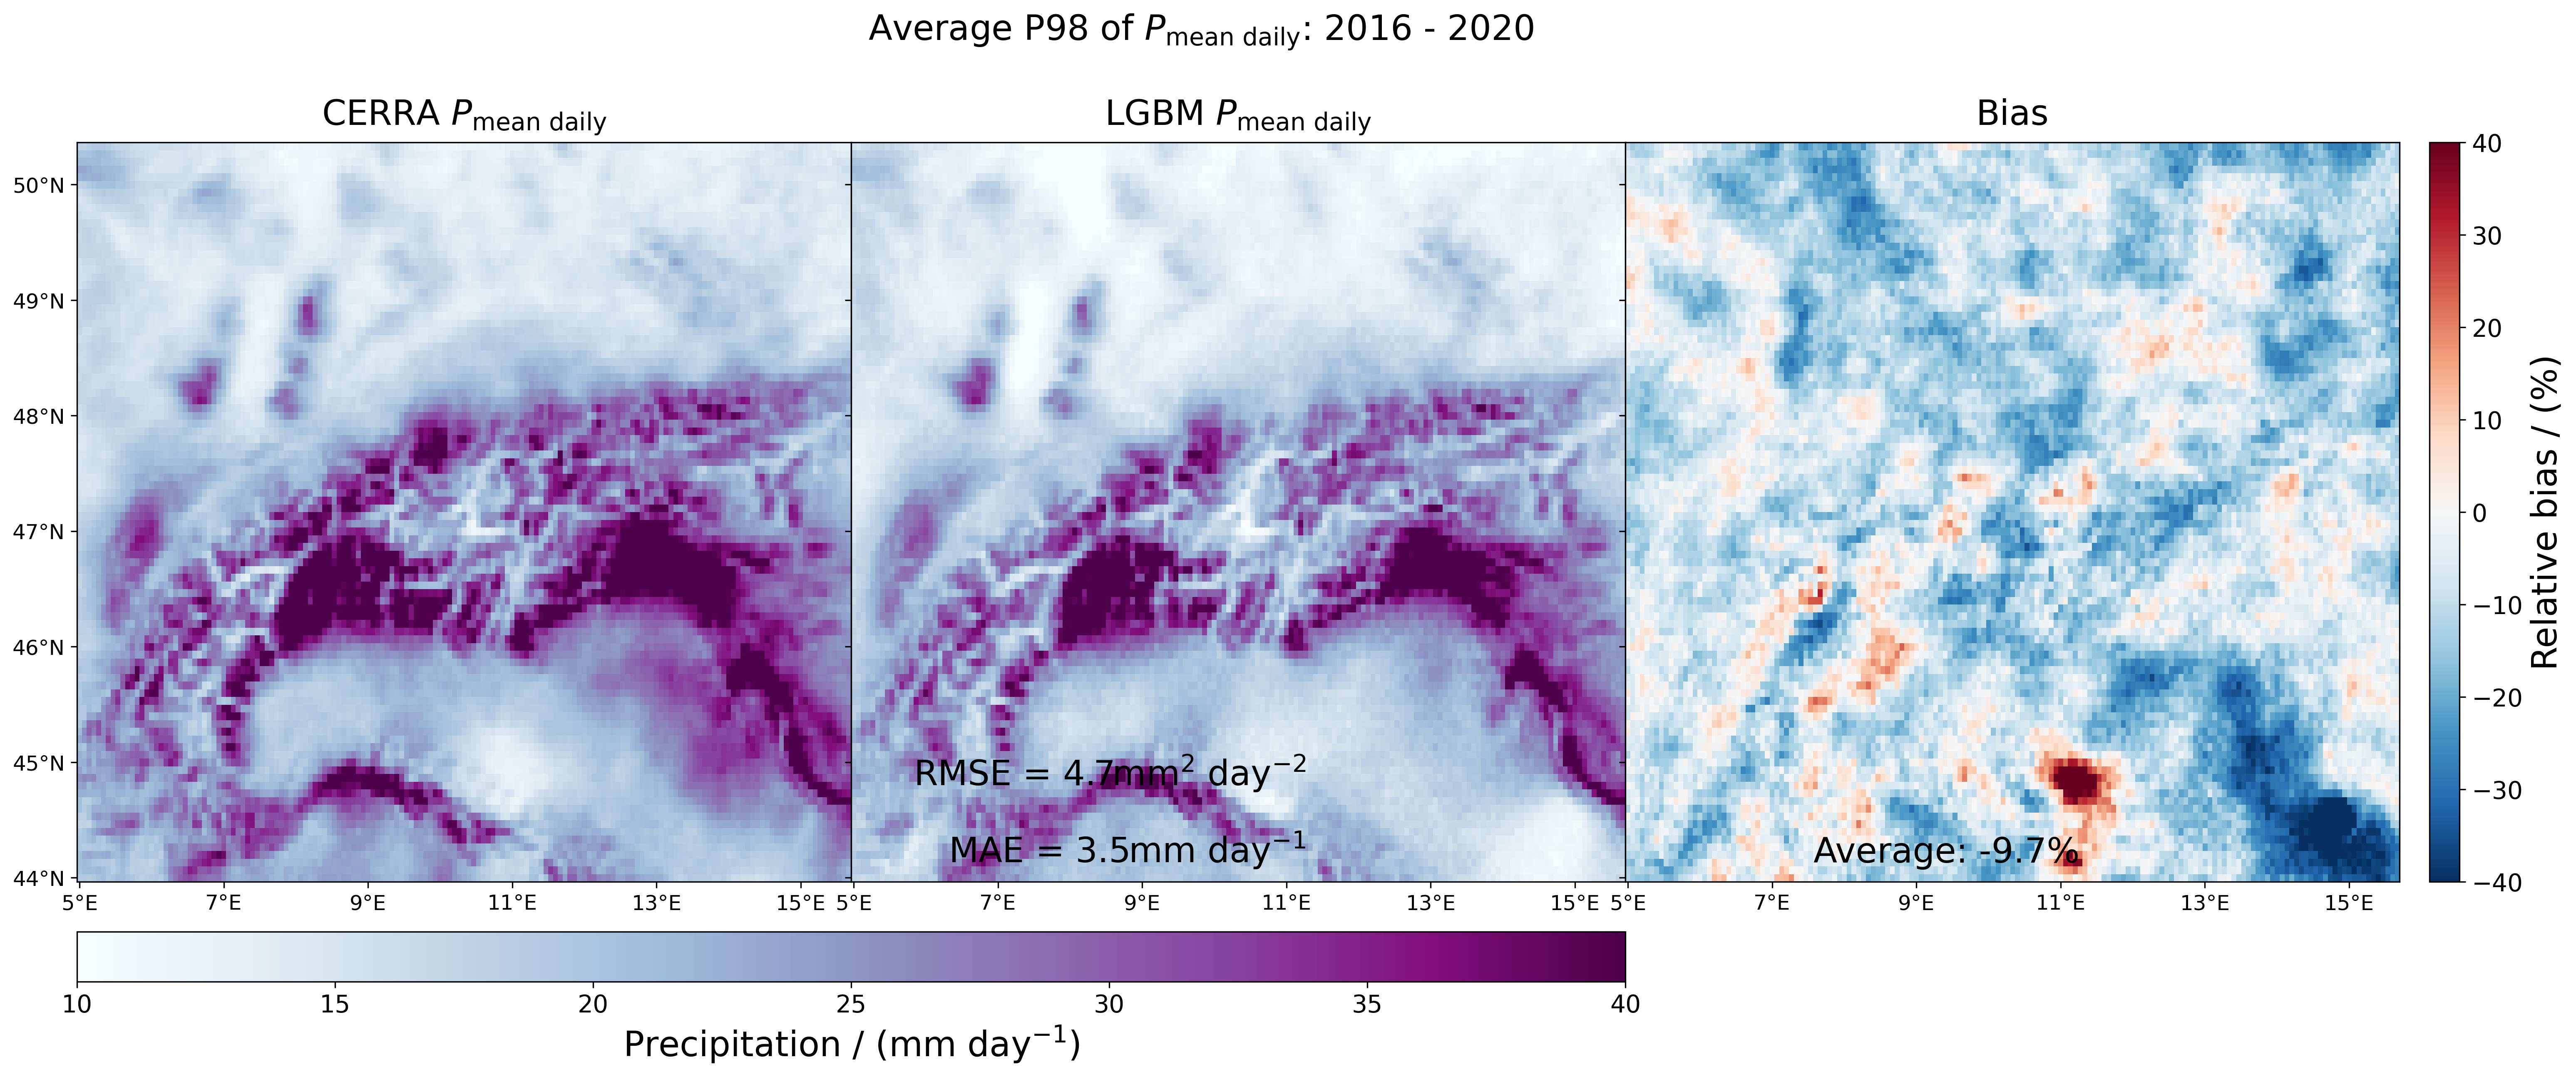 Average P98 of P mean daily: 2016 - 2020
CERRA P mean daily
LGBM P mean daily
Bias
50°N
49°N
48°N
47°N
46°N
45°N
44°N
RMSE = 4.7mm² day⁻²
MAE = 3.5mm day⁻¹
Average: -9.7%
5°E 7°E 9°E 11°E 13°E 15°E 5°E 7°E 9°E 11°E 13°E 15°E 5°E 7°E 9°E 11°E 13°E 15°E
40
30
20
10
0
−10
−20
−30
−40
Relative bias / (%)
10 15 20 25 30 35 40
Precipitation / (mm day⁻¹)